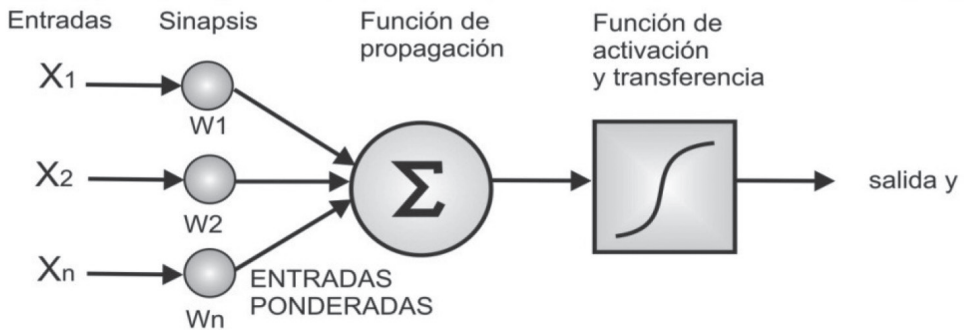 Entradas
Sinapsis
Función de
propagación
Función de
activación
y transferencia
X1
W1
X2
W2
Xn
Wn
ENTRADAS
PONDERADAS
Σ
salida y